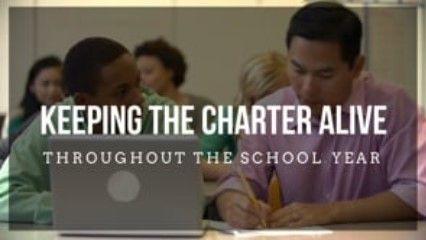 KEEPING THE CHARTER ALIVE
THROUGHOUT THE SCHOOL YEAR